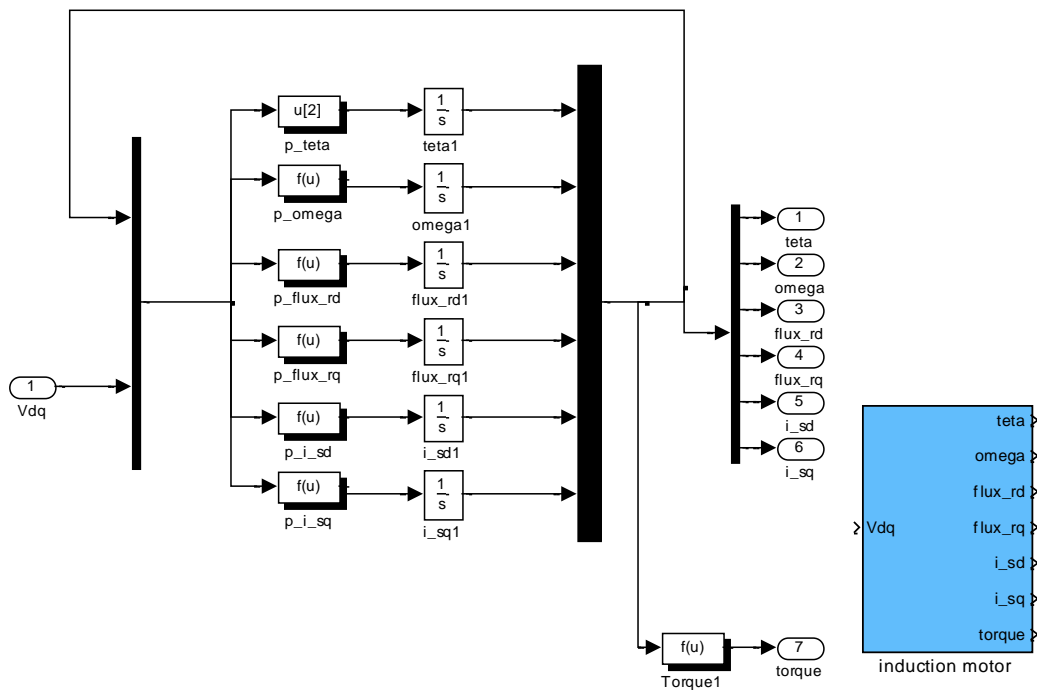 u[2]
p_teta
1
s
teta1
f(u)
p_omega
1
s
omega1
f(u)
p_flux_rd
1
s
flux_rd1
f(u)
p_flux_rq
1
s
flux_rq1
f(u)
p_i_sd
1
s
i_sd1
f(u)
p_i_sq
1
s
i_sq1
1
Vdq
1
teta
2
omega
3
flux_rd
4
flux_rq
5
i_sd
6
i_sq
f(u)
Torque1
7
torque
Vdq
teta
omega
flux_rd
flux_rq
i_sd
i_sq
torque
induction motor